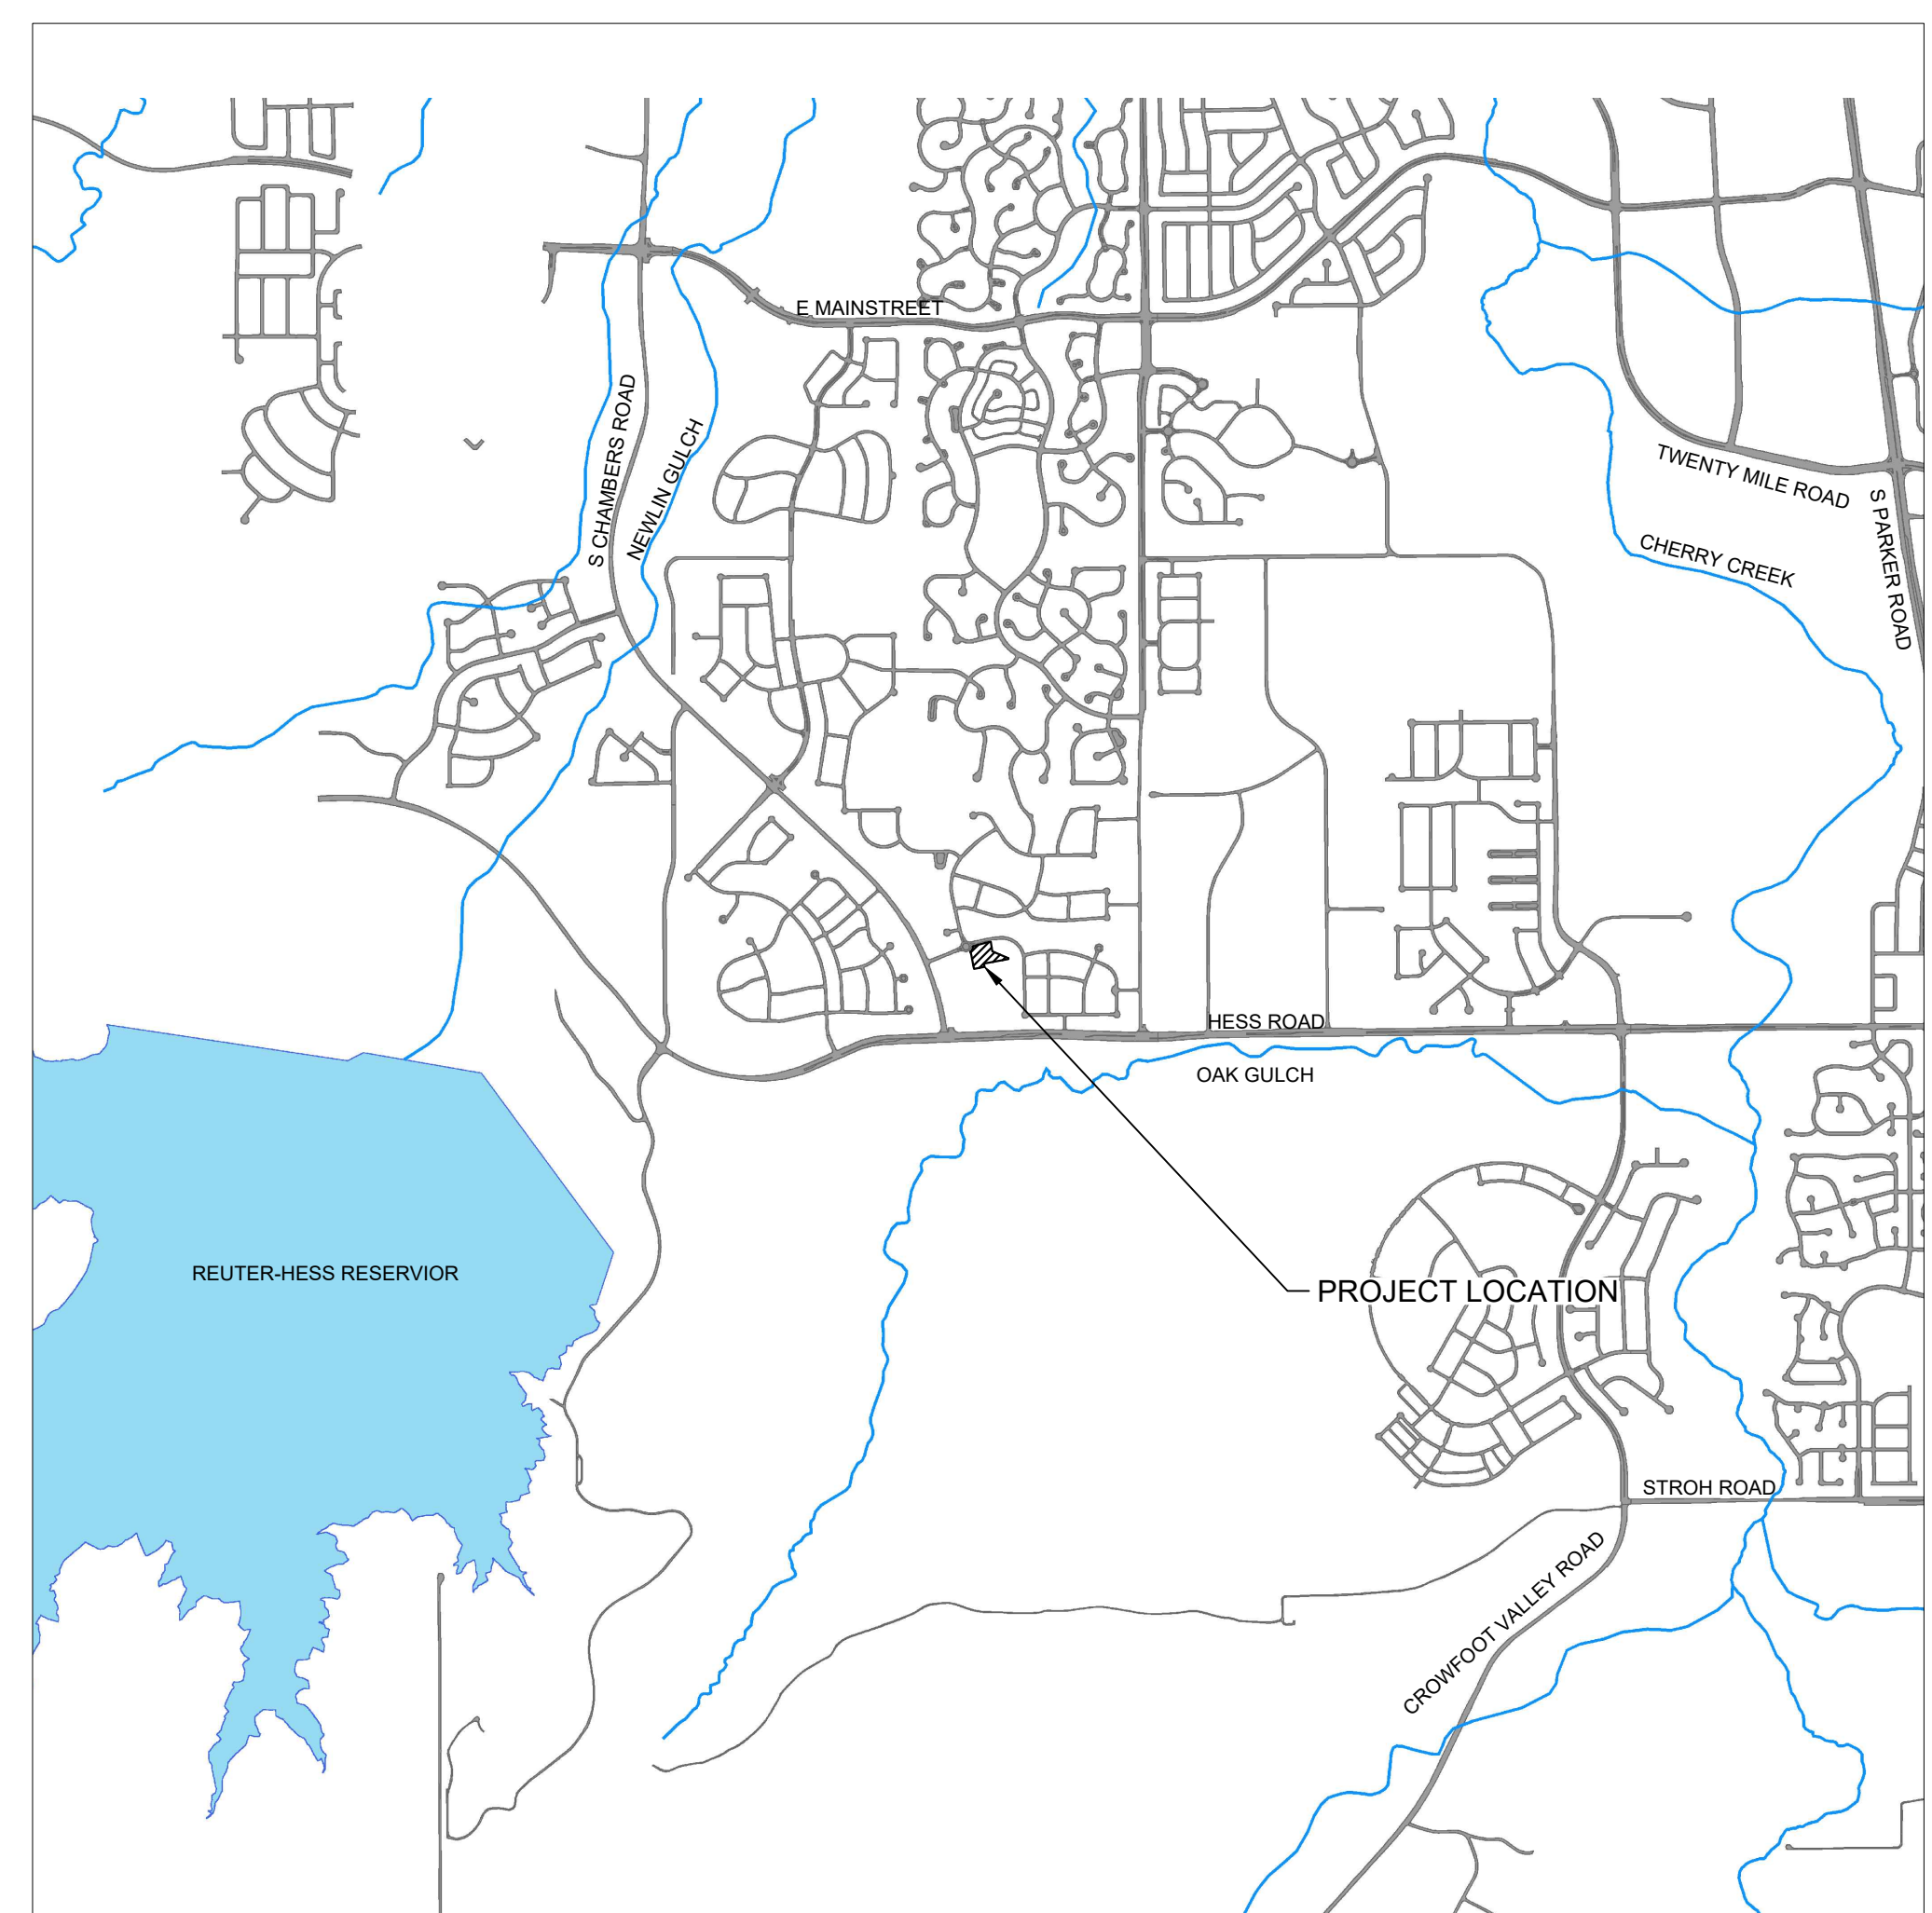 E MAINSTREET
S CHAMBERS ROAD
NEWLIN GULCH
TWENTY MILE ROAD
S PARKER ROAD
CHERRY CREEK
HESS ROAD
OAK GULCH
REUTER-HESS RESERVIOR
PROJECT LOCATION
STROH ROAD
CROWFOOT VALLEY ROAD